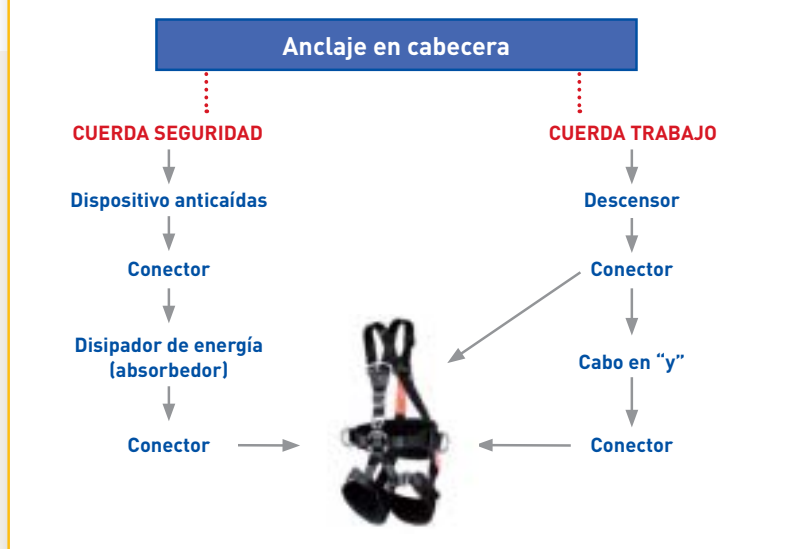 Anclaje en cabecera
CUERDA SEGURIDAD
Dispositivo anticaídas
Conector
Disipador de energía
(absorbedor)
Conector
CUERDA TRABAJO
Descensor
Conector
Cabo en “y”
Conector